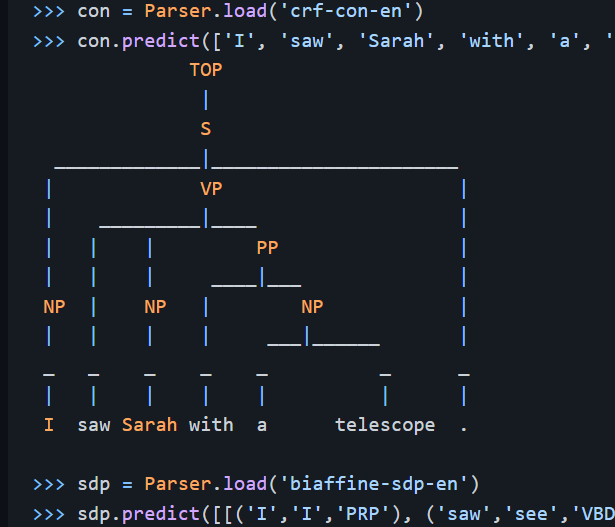 >>> con = Parser.load('crf-con-en')
>>> con.predict(['I', 'saw', 'Sarah', 'with', 'a', '
TOP
|
S
_____________|______________________
| VP |
| _________|____ |
| | | PP |
| | | ____|___ |
NP | NP | NP |
| | | | ___|______ |
_ _ _ _ _ _ _
| | | | | | |
I saw Sarah with a telescope .
>>> sdp = Parser.load('biaffine-sdp-en')
>>> sdp.predict([[('I','I','PRP'), ('saw','see','VBD